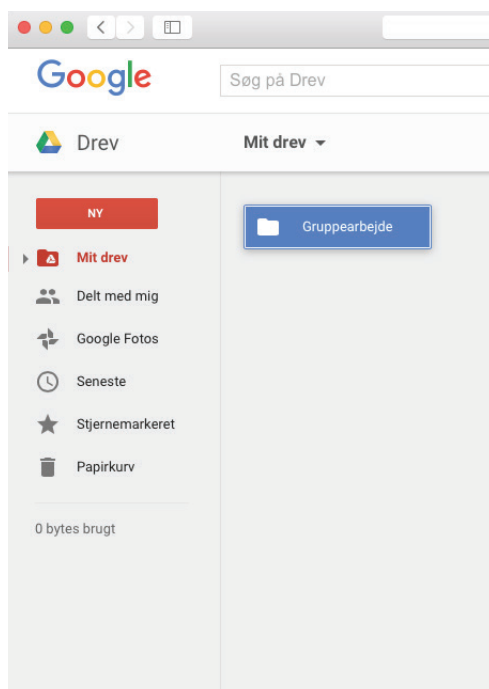 Google
Søg på Drev
Drev
Mit drev
NY
Gruppearbejde
Mit drev
Delt med mig
Google Fotos
Seneste
Stjernemarkeret
Papirkurv
0 bytes brugt